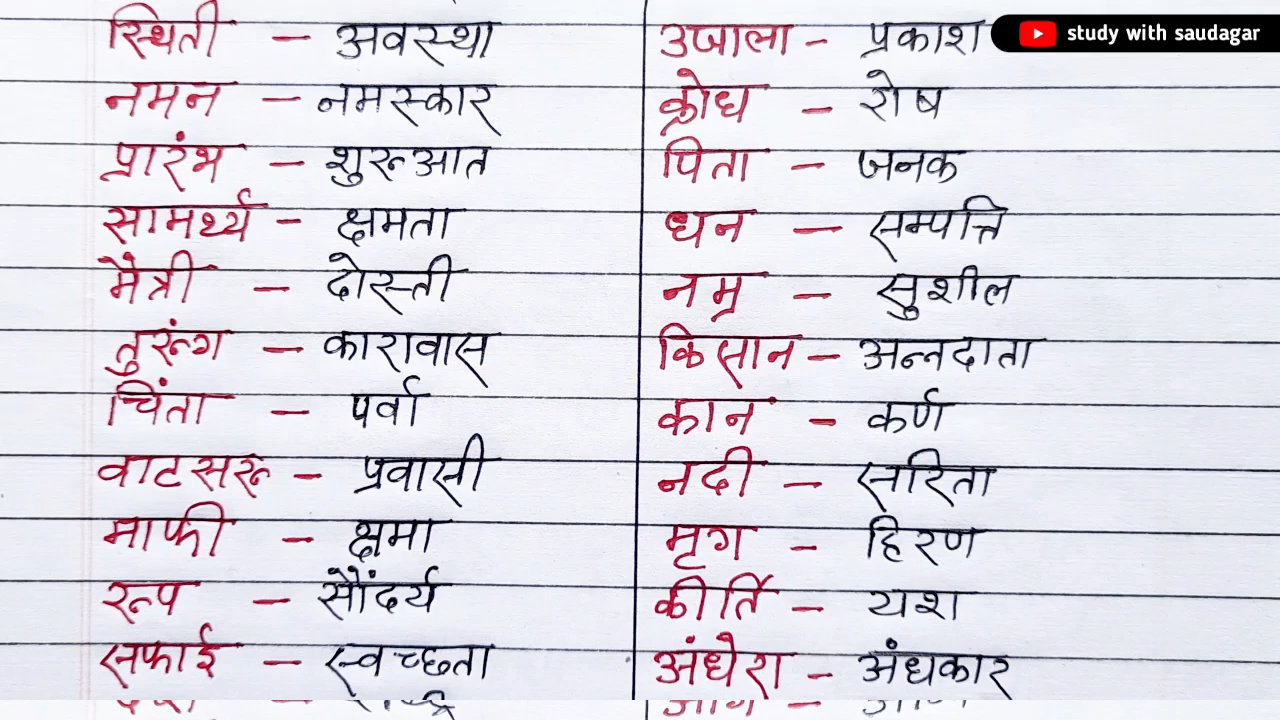 study with saudagar
स्थिती - अवस्था
नमन - नमस्कार
प्रारंभ - शुरूआत
सामर्थ्य - क्षमता
मैत्री - दोस्ती
तुरूंग - कारावास
चिंता - पर्वा
वाटसरू - प्रवासी
माफी - क्षमा
रूप - सौंदर्य
सफाई - स्वच्छता
उजाला - प्रकाश
क्रोध - रोष
पिता - जनक
धन - सम्पत्ति
नम्र - सुशील
किसान - अन्नदाता
कान - कर्ण
नदी - सरिता
मृग - हिरण
कीर्ति - यश
अंधेरा - अंधकार